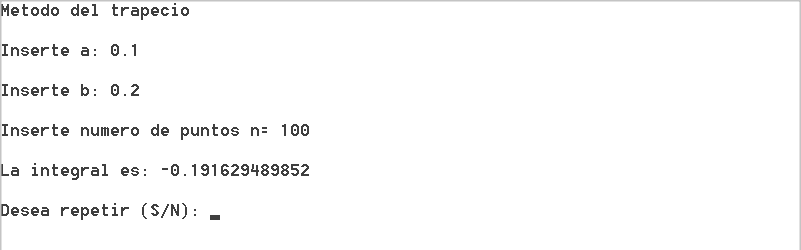 Metodo del trapecio
Inserte a: 0.1
Inserte b: 0.2
Inserte numero de puntos n= 100
La integral es: -0.191629489852
Desea repetir (S/N): _